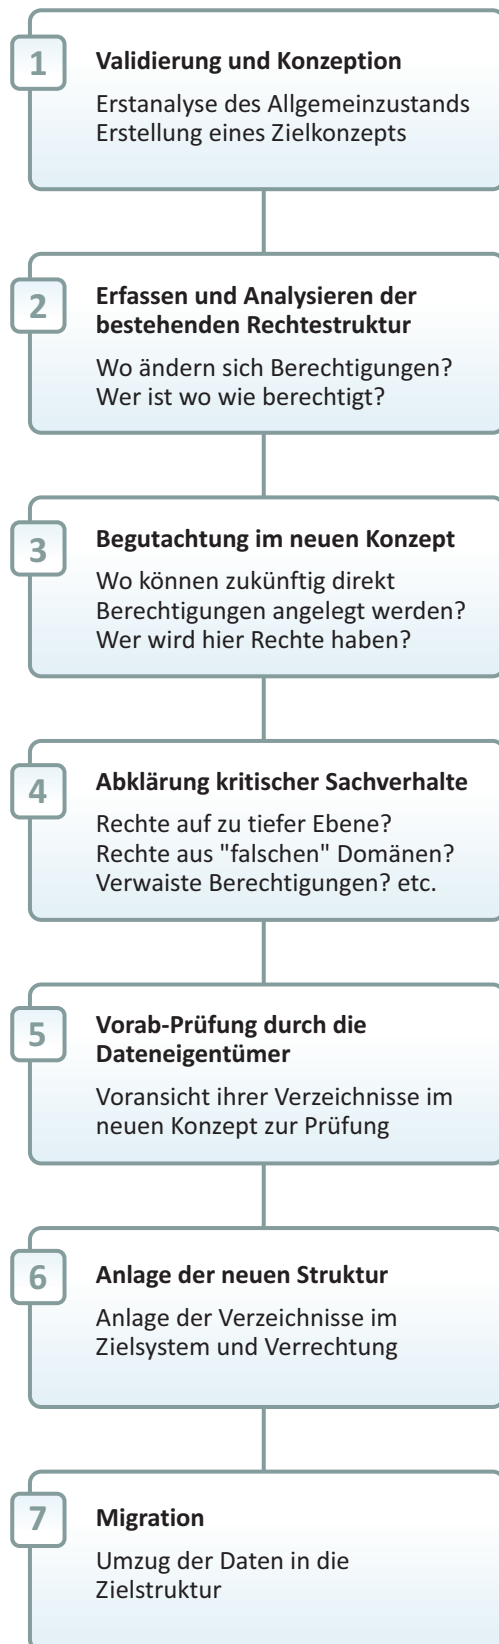 1
Validierung und Konzeption
Erstanalyse des Allgemeinzustands
Erstellung eines Zielkonzepts
2
Erfassen und Analysieren der
bestehenden Rechtestruktur
Wo ändern sich Berechtigungen?
Wer ist wo wie berechtigt?
3
Begutachtung im neuen Konzept
Wo können zukünftig direkt
Berechtigungen angelegt werden?
Wer wird hier Rechte haben?
4
Abklärung kritischer Sachverhalte
Rechte auf zu tiefer Ebene?
Rechte aus "falschen" Domänen?
Verwaiste Berechtigungen? etc.
5
Vorab-Prüfung durch die
Dateneigentümer
Voransicht ihrer Verzeichnisse im
neuen Konzept zur Prüfung
6
Anlage der neuen Struktur
Anlage der Verzeichnisse im
Zielsystem und Verrechtung
7
Migration
Umzug der Daten in die
Zielstruktur